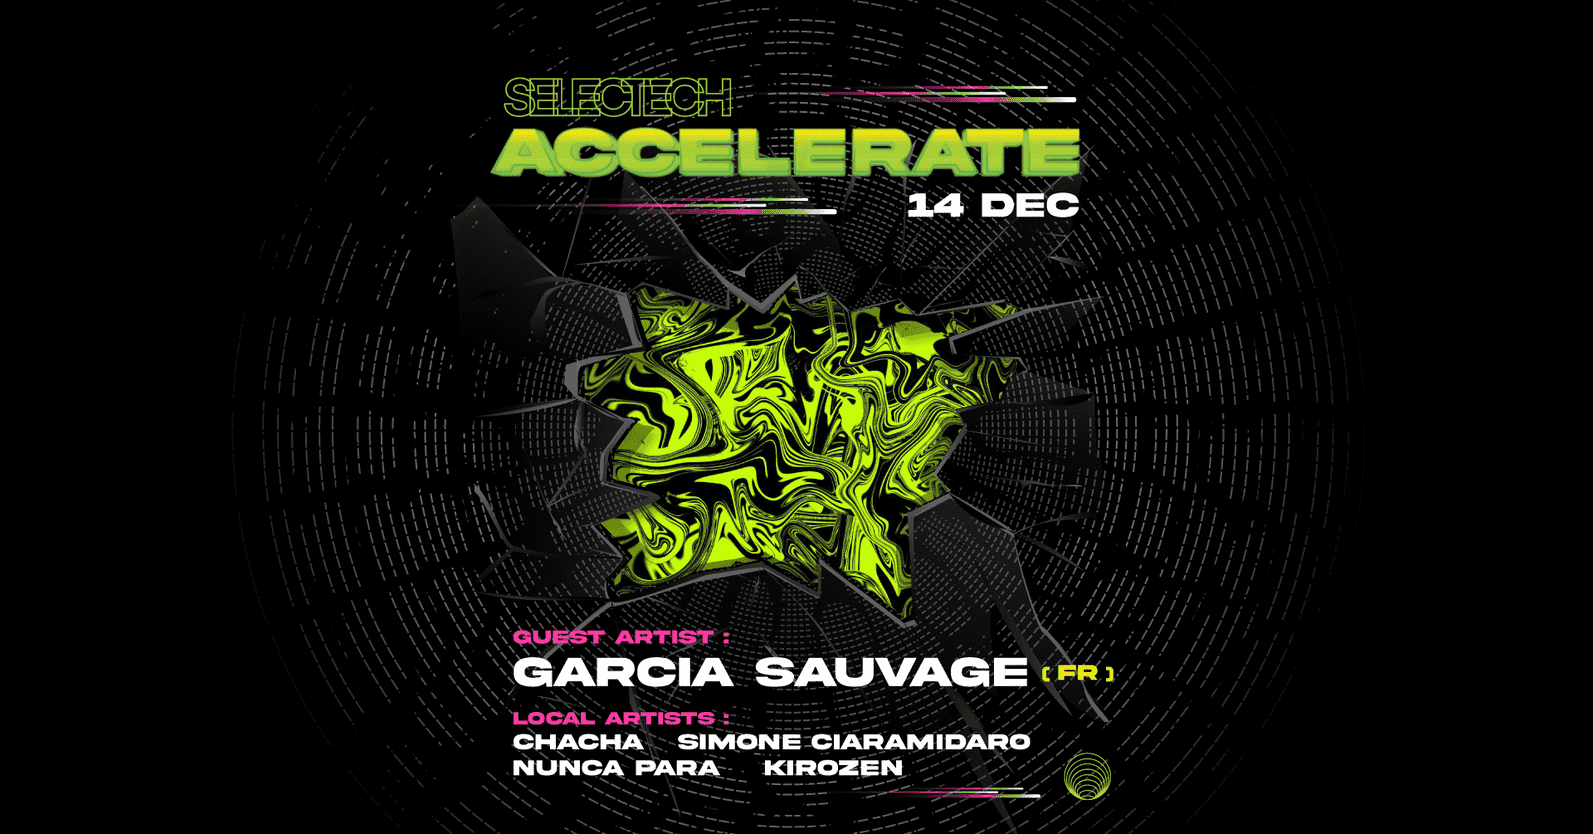 SELECTECH
ACCELERATE
14 DEC
GUEST ARTIST :
GARCIA SAUVAGE (FR)
LOCAL ARTISTS :
CHACHA SIMONE CIARAMIDARO
NUNCA PARA KIROZEN